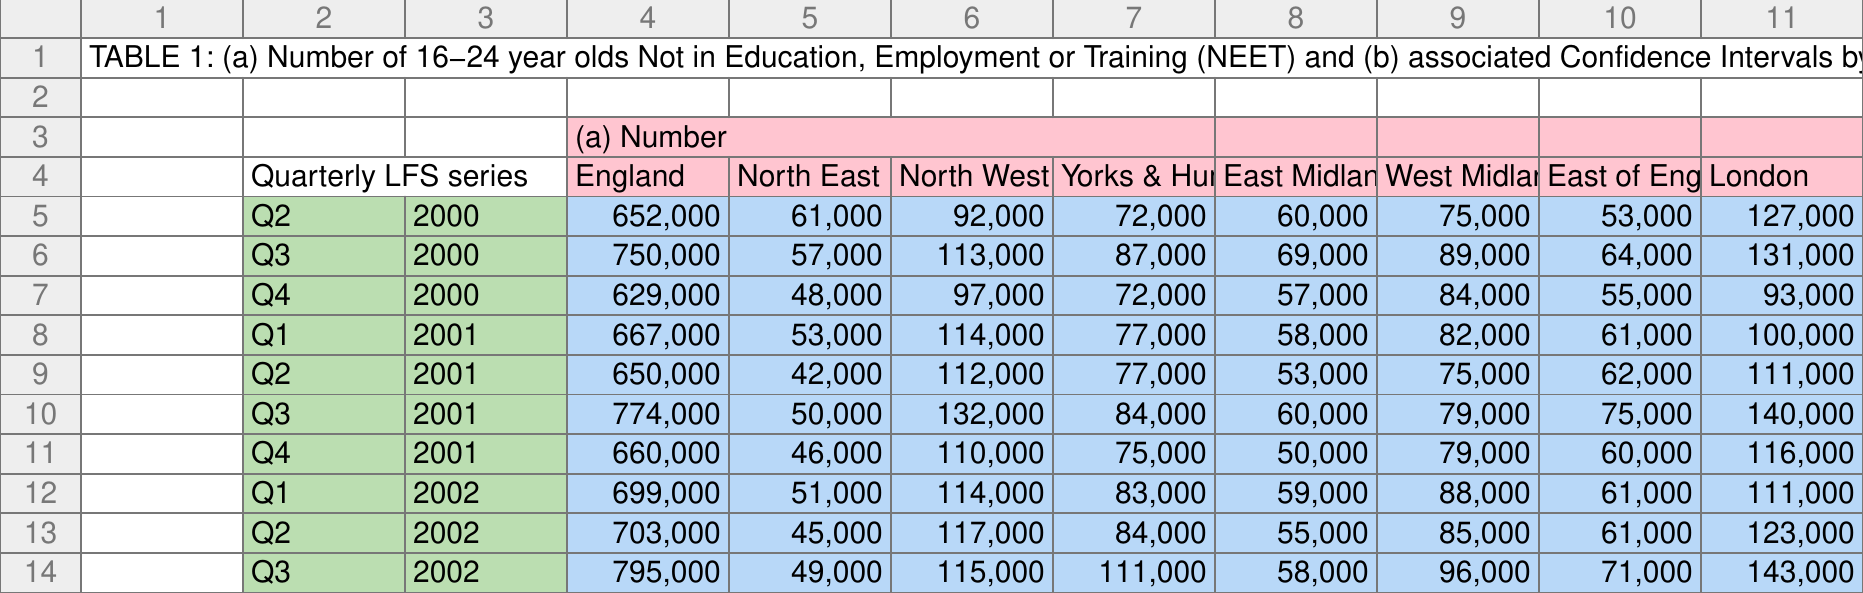 1 2 3 4 5 6 7 8 9 10 11
1 TABLE 1: (a) Number of 16–24 year olds Not in Education, Employment or Training (NEET) and (b) associated Confidence Intervals by
2
3 (a) Number
4 Quarterly LFS series England North East North West Yorks & Hu East Midlan West Midla East of Eng London
5 Q2 2000 652,000 61,000 92,000 72,000 60,000 75,000 53,000 127,000
6 Q3 2000 750,000 57,000 113,000 87,000 69,000 89,000 64,000 131,000
7 Q4 2000 629,000 48,000 97,000 72,000 57,000 84,000 55,000 93,000
8 Q1 2001 667,000 53,000 114,000 77,000 58,000 82,000 61,000 100,000
9 Q2 2001 650,000 42,000 112,000 77,000 53,000 75,000 62,000 111,000
10 Q3 2001 774,000 50,000 132,000 84,000 60,000 79,000 75,000 140,000
11 Q4 2001 660,000 46,000 110,000 75,000 50,000 79,000 60,000 116,000
12 Q1 2002 699,000 51,000 114,000 83,000 59,000 88,000 61,000 111,000
13 Q2 2002 703,000 45,000 117,000 84,000 55,000 85,000 61,000 123,000
14 Q3 2002 795,000 49,000 115,000 111,000 58,000 96,000 71,000 143,000